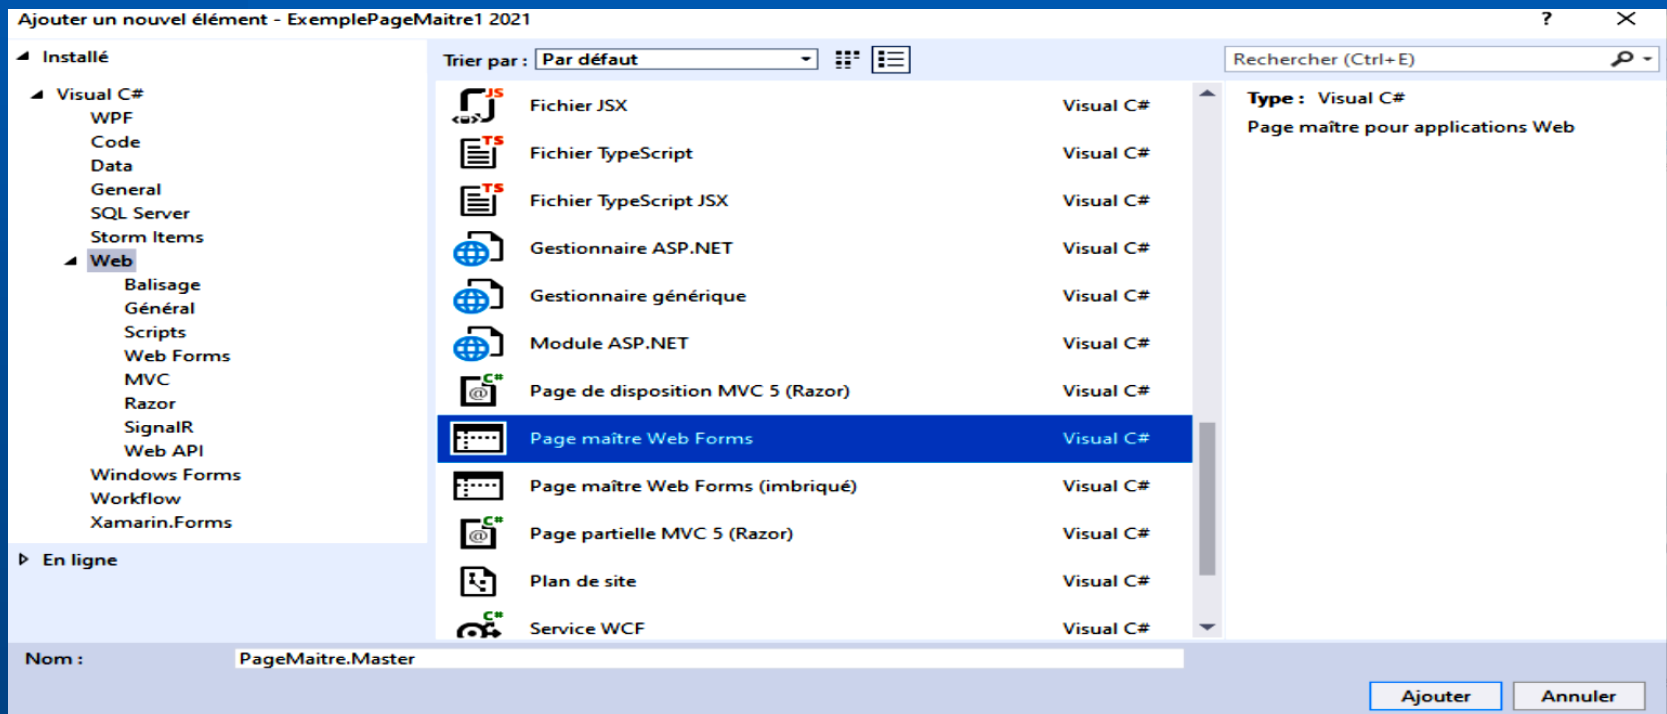 Ajouter un nouvel élément - ExemplePageMaitre1 2021
?
Installé
Visual C#
WPF
Code
Data
General
SQL Server
Storm Items
Web
Balisage
Général
Scripts
Web Forms
MVC
Razor
SignalR
Web API
Windows Forms
Workflow
Xamarin.Forms
En ligne
Trier par : Par défaut
JS Fichier JSX Visual C#
TS Fichier TypeScript Visual C#
TS Fichier TypeScript JSX Visual C#
Gestionnaire ASP.NET Visual C#
Gestionnaire générique Visual C#
Module ASP.NET Visual C#
C# @ Page de disposition MVC 5 (Razor) Visual C#
Page maître Web Forms Visual C#
Page maître Web Forms (imbriqué) Visual C#
C# @ Page partielle MVC 5 (Razor) Visual C#
Plan de site Visual C#
C# Service WCF Visual C#
Rechercher (Ctrl+E)
Type : Visual C#
Page maître pour applications Web
Nom : PageMaitre.Master
Ajouter Annuler